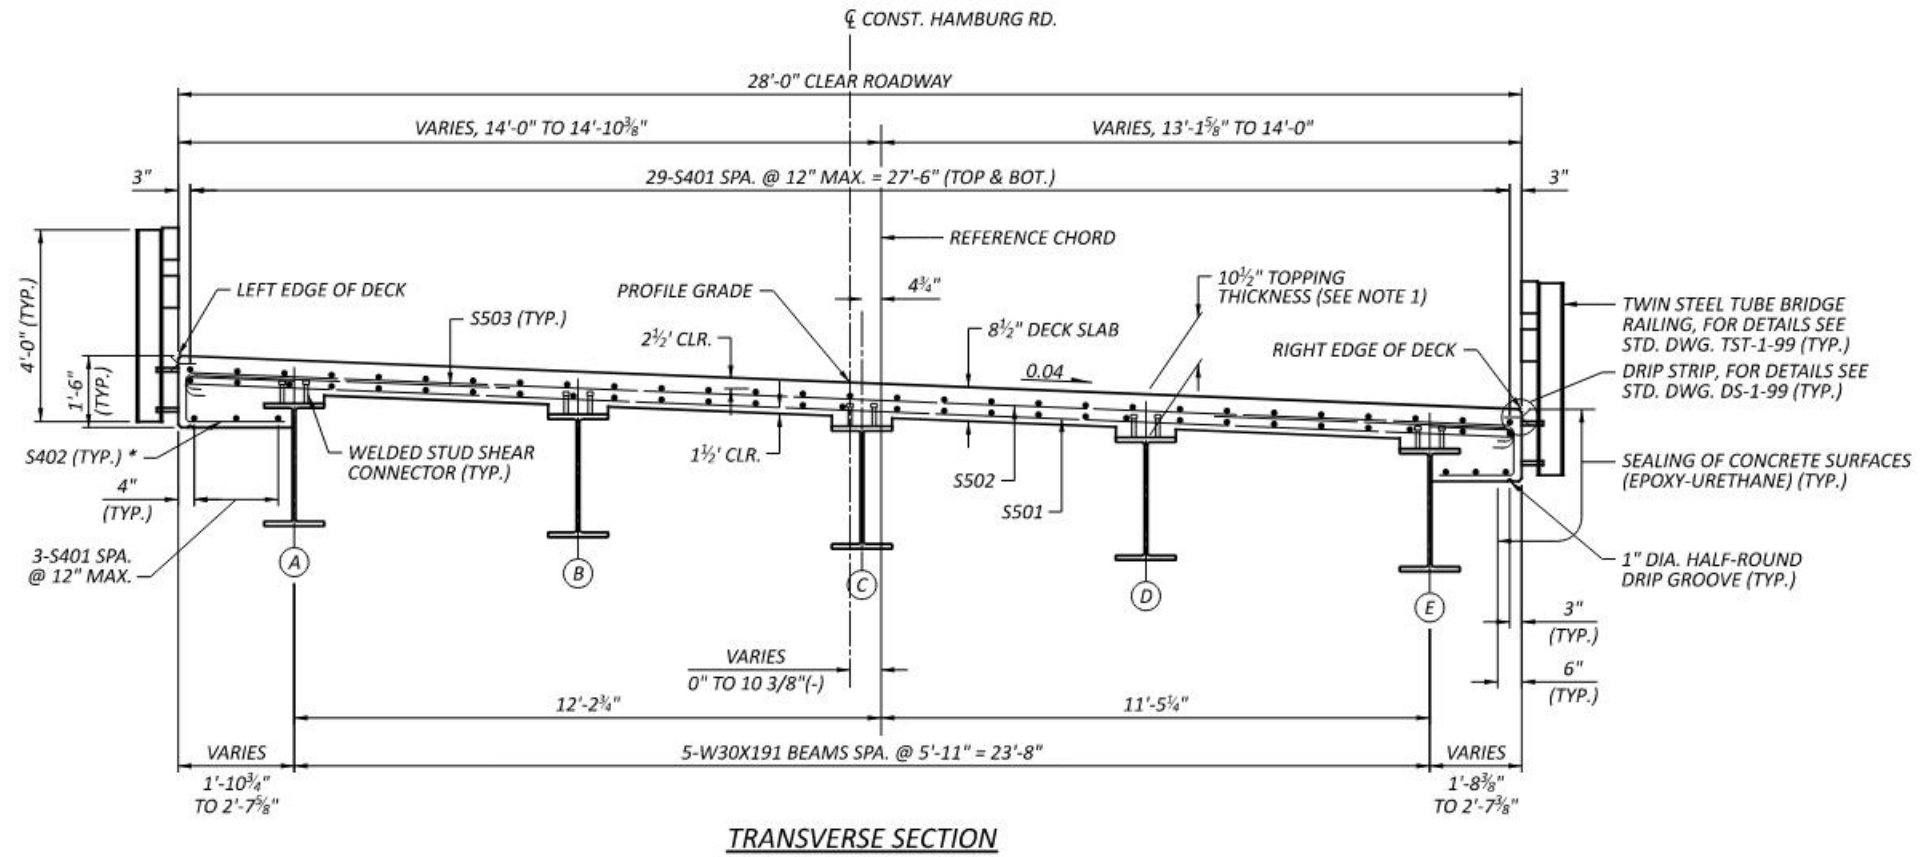 ℄ CONST. HAMBURG RD.
28'-0" CLEAR ROADWAY
VARIES, 14'-0" TO 14'-10⅜"
VARIES, 13'-1⅝" TO 14'-0"
3"
29-S401 SPA. @ 12" MAX. = 27'-6" (TOP & BOT.)
3"
REFERENCE CHORD
4'-0" (TYP.)
LEFT EDGE OF DECK
PROFILE GRADE
4¾"
10½" TOPPING
THICKNESS (SEE NOTE 1)
TWIN STEEL TUBE BRIDGE
RAILING, FOR DETAILS SEE
STD. DWG. TST-1-99 (TYP.)
S503 (TYP.)
2½' CLR.
8½" DECK SLAB
RIGHT EDGE OF DECK
0.04
DRIP STRIP, FOR DETAILS SEE
STD. DWG. DS-1-99 (TYP.)
1'-6"
(TYP.)
S402 (TYP.) *
WELDED STUD SHEAR
CONNECTOR (TYP.)
1½' CLR.
S502
S501
SEALING OF CONCRETE SURFACES
(EPOXY-URETHANE) (TYP.)
4"
(TYP.)
3-S401 SPA.
@ 12" MAX.
A
B
C
D
E
1" DIA. HALF-ROUND
DRIP GROOVE (TYP.)
3"
(TYP.)
6"
(TYP.)
VARIES
0" TO 10 3/8"(-)
12'-2¾"
11'-5¼"
VARIES
1'-10¾"
TO 2'-7⅝"
5-W30X191 BEAMS SPA. @ 5'-11" = 23'-8"
VARIES
1'-8⅜"
TO 2'-7⅜"
TRANSVERSE SECTION